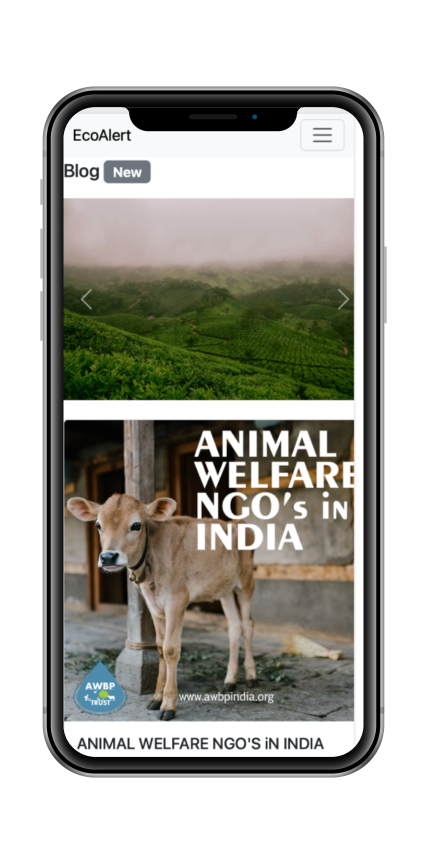 EcoAlert
Blog New
ANIMAL
WELFARE
NGO's in
INDIA
AWBP
TRUST
www.awbpindia.org
ANIMAL WELFARE NGO'S iN INDIA